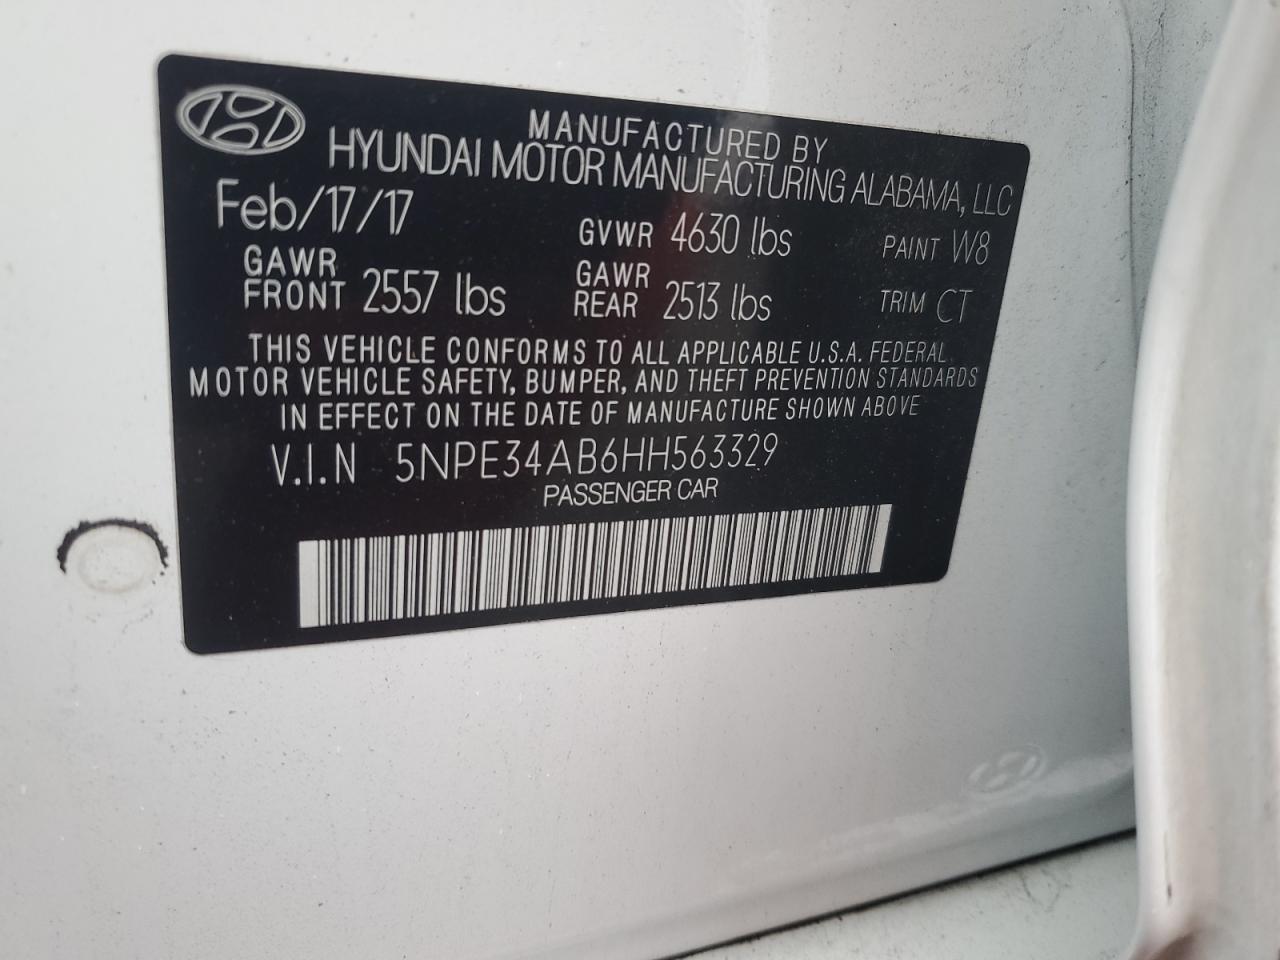 MANUFACTURED BY
HYUNDAI MOTOR MANUFACTURING ALABAMA, LLC
Feb/17/17 GVWR 4630 lbs PAINT W8
GAWR FRONT 2557 lbs GAWR REAR 2513 lbs TRIM CT
THIS VEHICLE CONFORMS TO ALL APPLICABLE U.S.A. FEDERAL
MOTOR VEHICLE SAFETY, BUMPER, AND THEFT PREVENTION STANDARDS
IN EFFECT ON THE DATE OF MANUFACTURE SHOWN ABOVE
V.I.N 5NPE34AB6HH563329
PASSENGER CAR